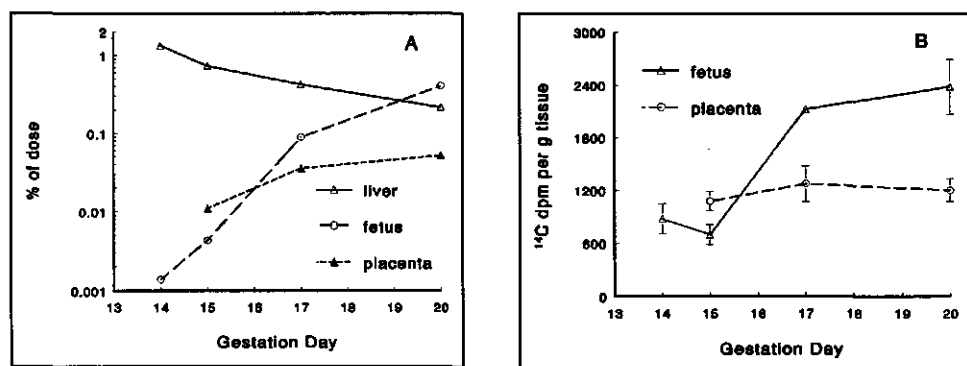 A
2
1
0.1
0.01
0.001
% of dose
liver
fetus
placenta
13 14 15 16 17 18 19 20
Gestation Day
B
3000
2400
1800
1200
600
0
¹⁴C dpm per g tissue
fetus
placenta
13 14 15 16 17 18 19 20
Gestation Day